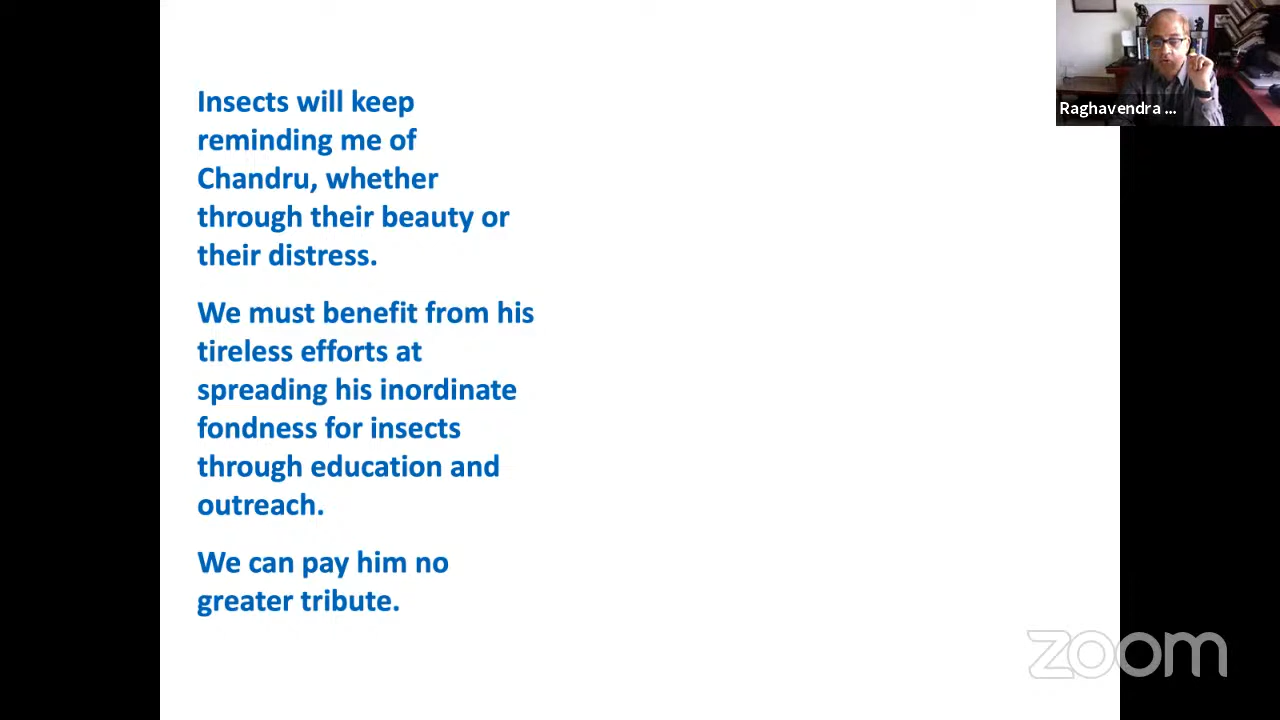 Insects will keep
reminding me of
Chandru, whether
through their beauty or
their distress.
We must benefit from his
tireless efforts at
spreading his inordinate
fondness for insects
through education and
outreach.
We can pay him no
greater tribute.
Raghavendra ...
zoom